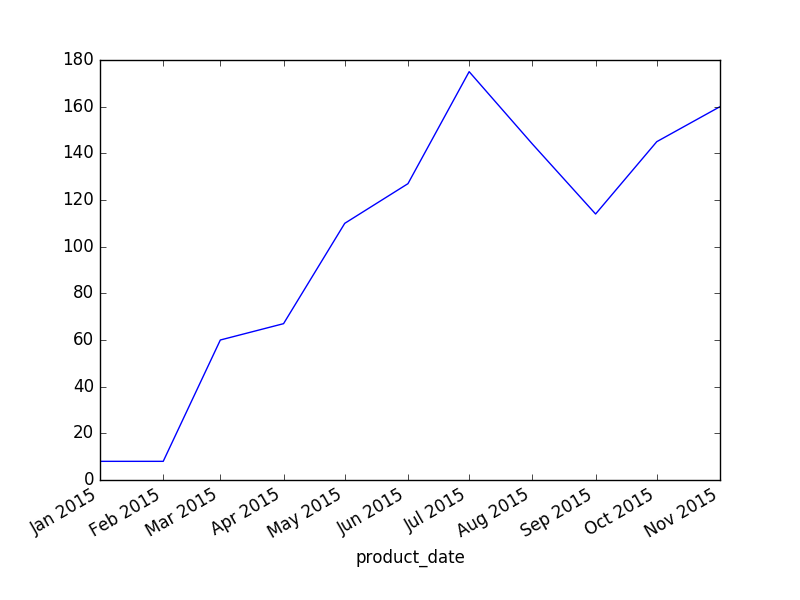 180
160
140
120
100
80
60
40
20
0
Jan 2015
Feb 2015
Mar 2015
Apr 2015
May 2015
Jun 2015
Jul 2015
Aug 2015
Sep 2015
Oct 2015
Nov 2015
product_date